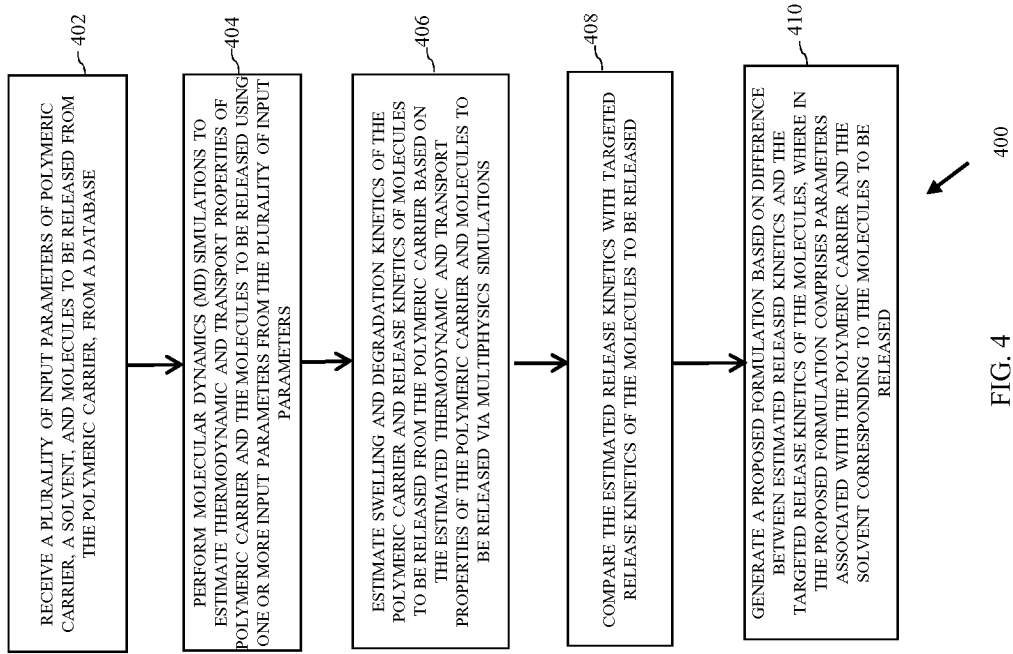 402
RECEIVE A PLURALITY OF INPUT PARAMETERS OF POLYMERIC
CARRIER, A SOLVENT, AND MOLECULES TO BE RELEASED FROM
THE POLYMERIC CARRIER, FROM A DATABASE
404
PERFORM MOLECULAR DYNAMICS (MD) SIMULATIONS TO
ESTIMATE THERMODYNAMIC AND TRANSPORT PROPERTIES OF
POLYMERIC CARRIER AND THE MOLECULES TO BE RELEASED USING
ONE OR MORE INPUT PARAMETERS FROM THE PLURALITY OF INPUT
PARAMETERS
406
ESTIMATE SWELLING AND DEGRADATION KINETICS OF THE
POLYMERIC CARRIER AND RELEASE KINETICS OF MOLECULES
TO BE RELEASED FROM THE POLYMERIC CARRIER BASED ON
THE ESTIMATED THERMODYNAMIC AND TRANSPORT
PROPERTIES OF THE POLYMERIC CARRIER AND MOLECULES TO
BE RELEASED VIA MULTIPHYSICS SIMULATIONS
408
COMPARE THE ESTIMATED RELEASE KINETICS WITH TARGETED
RELEASE KINETICS OF THE MOLECULES TO BE RELEASED
410
GENERATE A PROPOSED FORMULATION BASED ON DIFFERENCE
BETWEEN ESTIMATED RELEASED KINETICS AND THE
TARGETED RELEASE KINETICS OF THE MOLECULES, WHERE IN
THE PROPOSED FORMULATION COMPRISES PARAMETERS
ASSOCIATED WITH THE POLYMERIC CARRIER AND THE
SOLVENT CORRESPONDING TO THE MOLECULES TO BE
RELEASED
400
FIG. 4